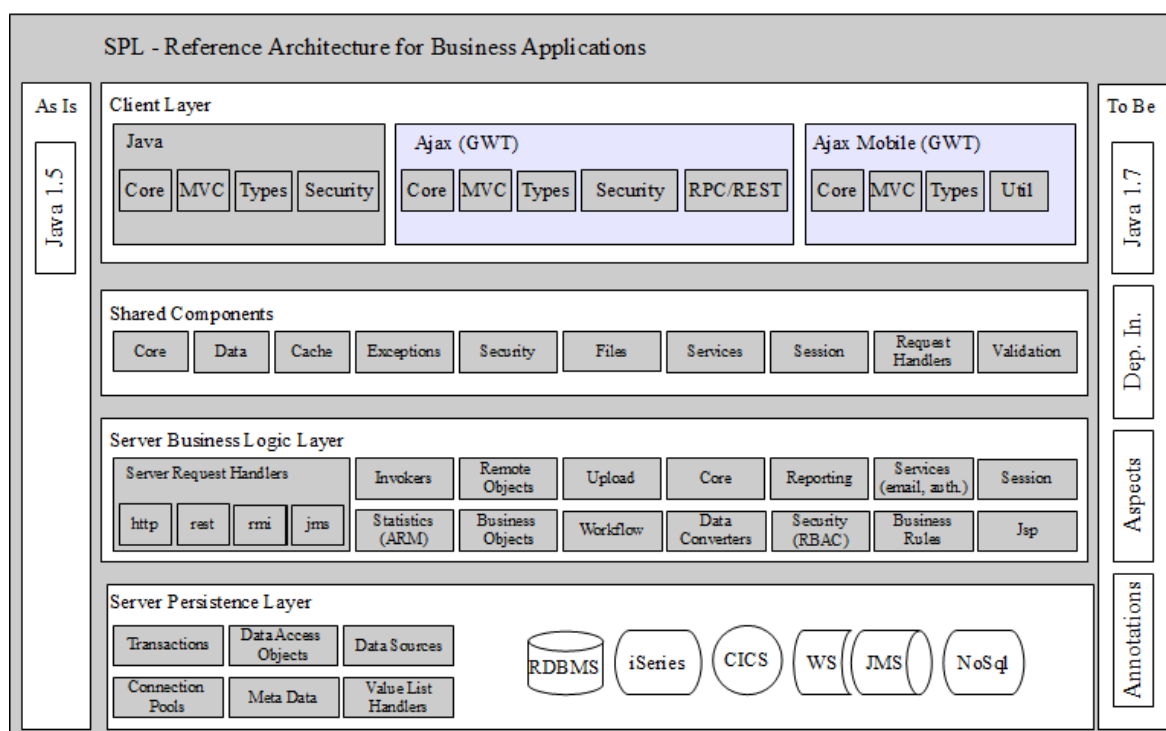 SPL - Reference Architecture for Business Applications
As Is
Java 1.5
Client Layer
Java
Core MVC Types Security
Ajax (GWT)
Core MVC Types Security RPC/REST
Ajax Mobile (GWT)
Core MVC Types Util
Shared Components
Core Data Cache Exceptions Security Files Services Session Request
Handlers Validation
Server Business Logic Layer
Server Request Handlers
http rest rmi jms
Invokers
Remote
Objects
Upload
Core
Reporting
Services
(email, auth.)
Session
Statistics
(ARM)
Business
Objects
Workflow
Data
Converters
Security
(RBAC)
Business
Rules
Jsp
Server Persistence Layer
Transactions
Data Access
Objects
Data Sources
Connection
Pools
Meta Data
Value List
Handlers
RDBMS
iSeries
CICS
WS
JMS
NoSql
To Be
Java 1.7
Dep. In.
Aspects
Annotations